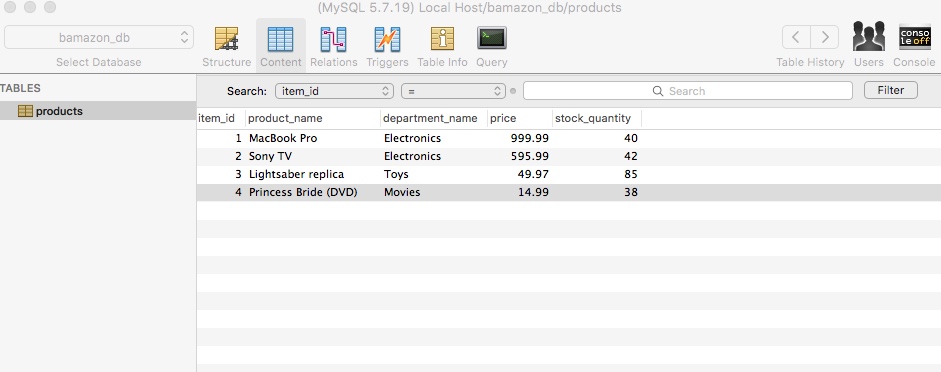 (MySQL 5.7.19) Local Host/bamazon_db/products
bamazon_db
Select Database
Structure
Content
Relations
Triggers
Table Info
Query
Table History
Users
conso
le off
Console
TABLES
products
Search: item_id = Search Filter
item_id product_name department_name price stock_quantity
1 MacBook Pro Electronics 999.99 40
2 Sony TV Electronics 595.99 42
3 Lightsaber replica Toys 49.97 85
4 Princess Bride (DVD) Movies 14.99 38